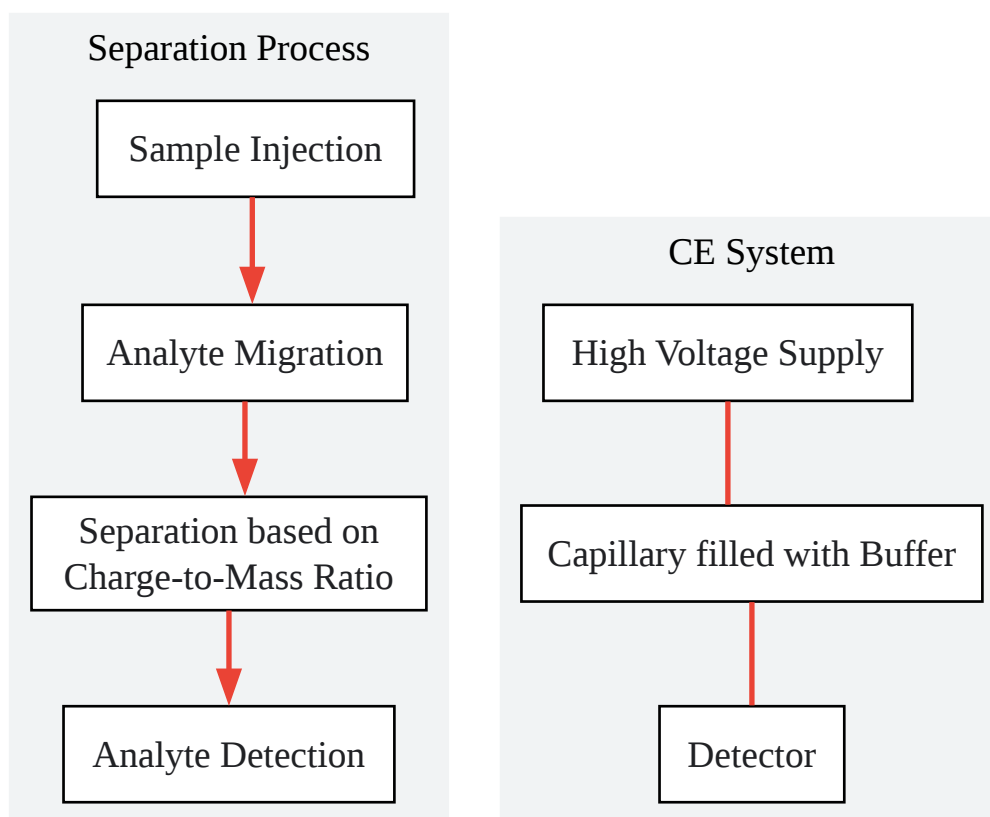 Separation Process
Sample Injection
Analyte Migration
Separation based on
Charge-to-Mass Ratio
Analyte Detection
CE System
High Voltage Supply
Capillary filled with Buffer
Detector